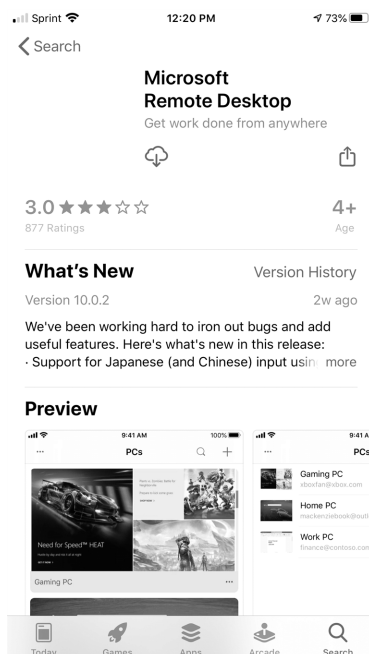 Sprint 12:20 PM 73%
Search
Microsoft
Remote Desktop
Get work done from anywhere
3.0 4+
877 Ratings Age
What's New Version History
Version 10.0.2 2w ago
We've been working hard to iron out bugs and add
useful features. Here's what's new in this release:
· Support for Japanese (and Chinese) input usin more
Preview
9:41 AM 100% 9:41 A
PCs PCs
Gaming PC
xboxfan@xbox.com
Home PC
mackenziebook@outl
Work PC
finance@contoso.com
Need for Speed™ HEAT
Gaming PC
Today Games Apps Arcade Search